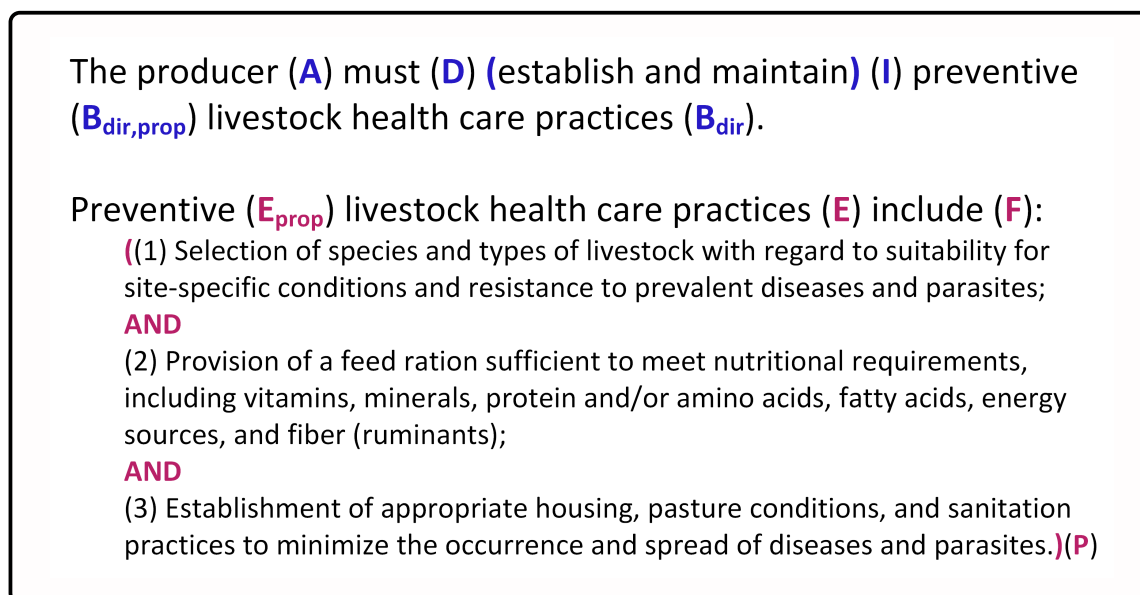 The producer (A) must (D) (establish and maintain) (I) preventive
(Bdir,prop) livestock health care practices (Bdir).
Preventive (Eprop) livestock health care practices (E) include (F):
((1) Selection of species and types of livestock with regard to suitability for
site-specific conditions and resistance to prevalent diseases and parasites;
AND
(2) Provision of a feed ration sufficient to meet nutritional requirements,
including vitamins, minerals, protein and/or amino acids, fatty acids, energy
sources, and fiber (ruminants);
AND
(3) Establishment of appropriate housing, pasture conditions, and sanitation
practices to minimize the occurrence and spread of diseases and parasites.)(P)